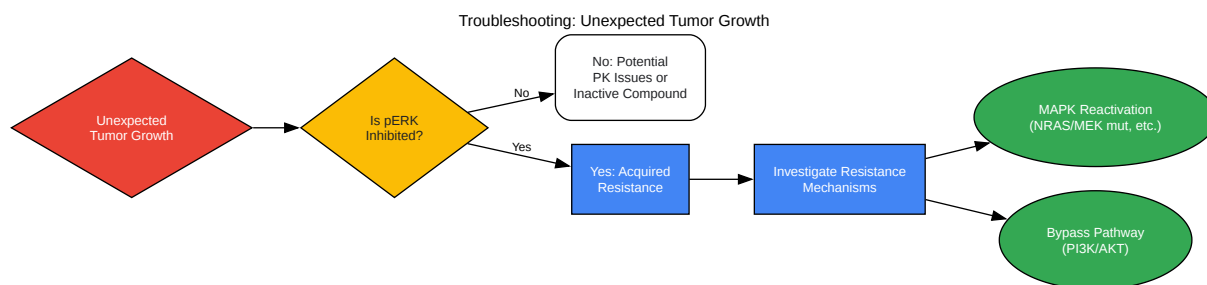 Troubleshooting: Unexpected Tumor Growth
Unexpected
Tumor Growth
Is pERK
Inhibited?
No
No: Potential
PK Issues or
Inactive Compound
Yes
Yes: Acquired
Resistance
Investigate Resistance
Mechanisms
MAPK Reactivation
(NRAS/MEK mut, etc.)
Bypass Pathway
(PI3K/AKT)